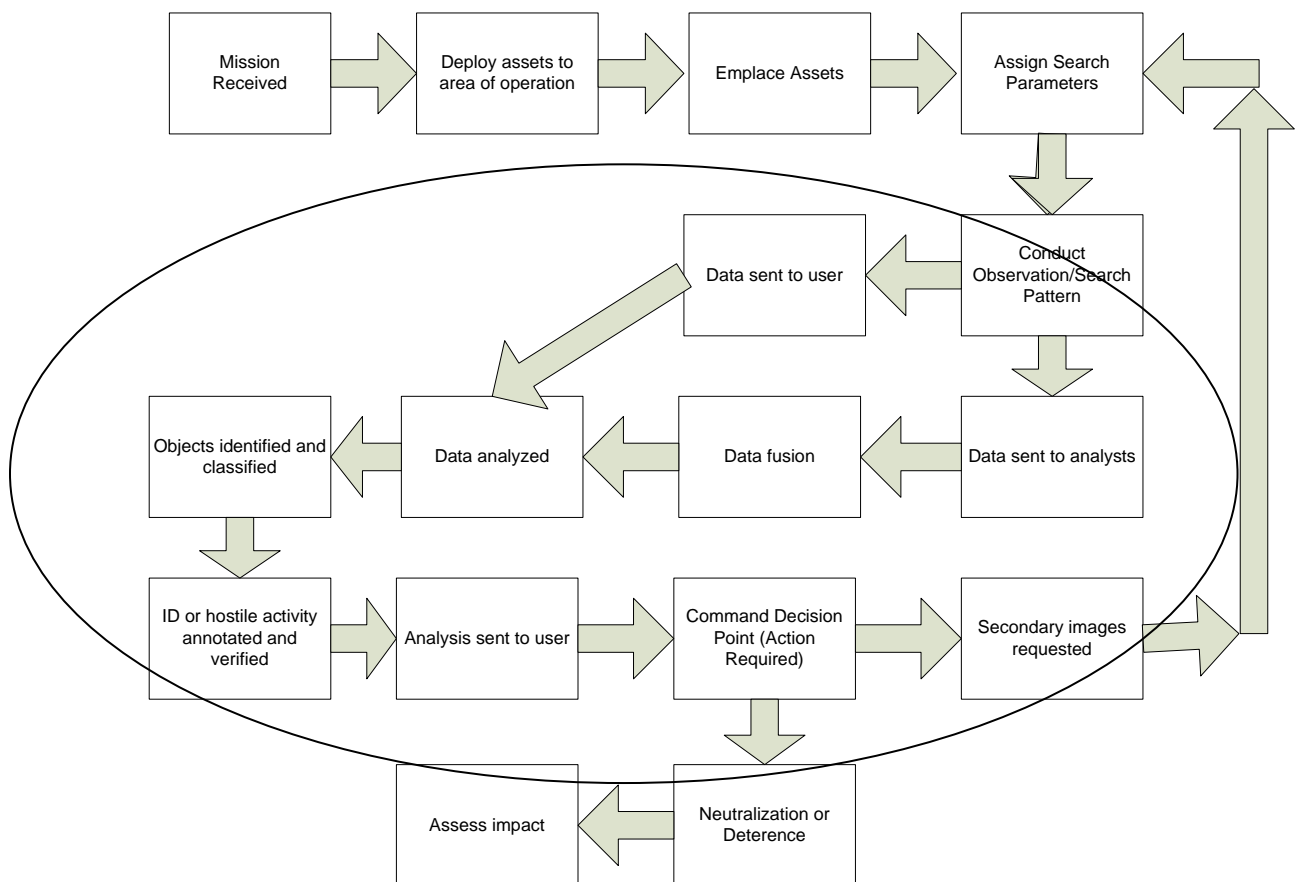 Mission
Received
Deploy assets to
area of operation
Emplace Assets
Assign Search
Parameters
Data sent to user
Conduct
Observation/Search
Pattern
Objects identified and
classified
Data analyzed
Data fusion
Data sent to analysts
ID or hostile activity
annotated and
verified
Analysis sent to user
Command Decision
Point (Action
Required)
Secondary images
requested
Assess impact
Neutralization or
Deterence